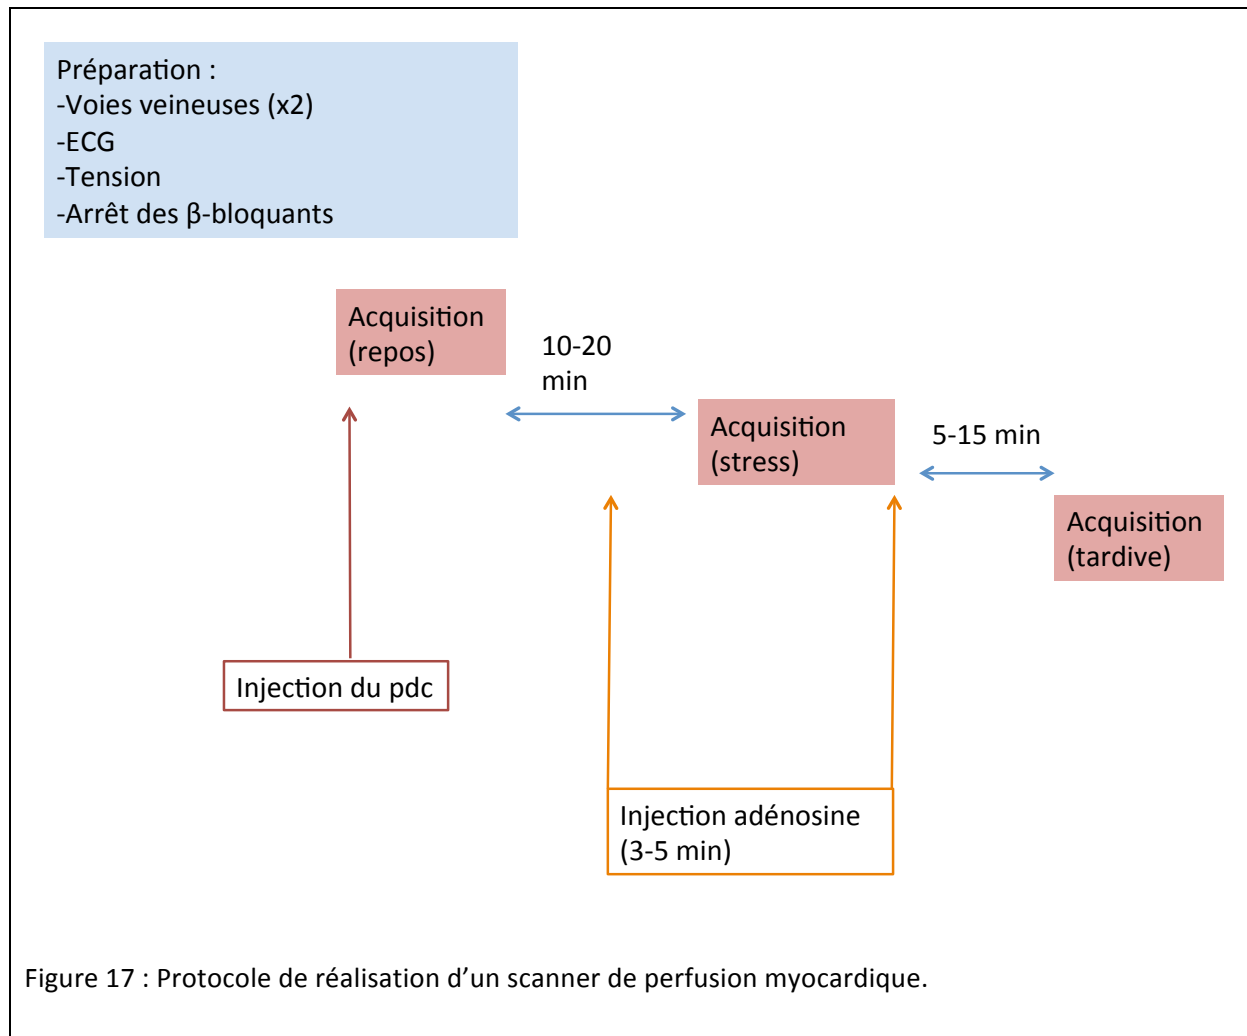 Préparation :
-Voies veineuses (x2)
-ECG
-Tension
-Arrêt des β-bloquants
Acquisition
(repos)
10-20
min
Acquisition
(stress)
5-15 min
Acquisition
(tardive)
Injection du pdc
Injection adénosine
(3-5 min)
Figure 17 : Protocole de réalisation d’un scanner de perfusion myocardique.